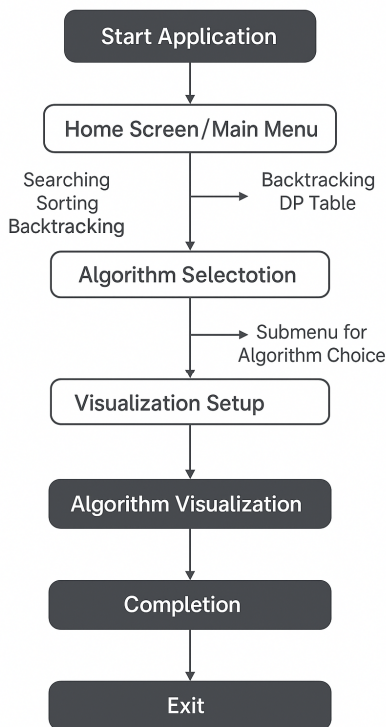 Start Application
Home Screen/Main Menu
Searching
Sorting
Backtracking
Backtracking
DP Table
Algorithm Selectotion
Submenu for
Algorithm Choice
Visualization Setup
Algorithm Visualization
Completion
Exit